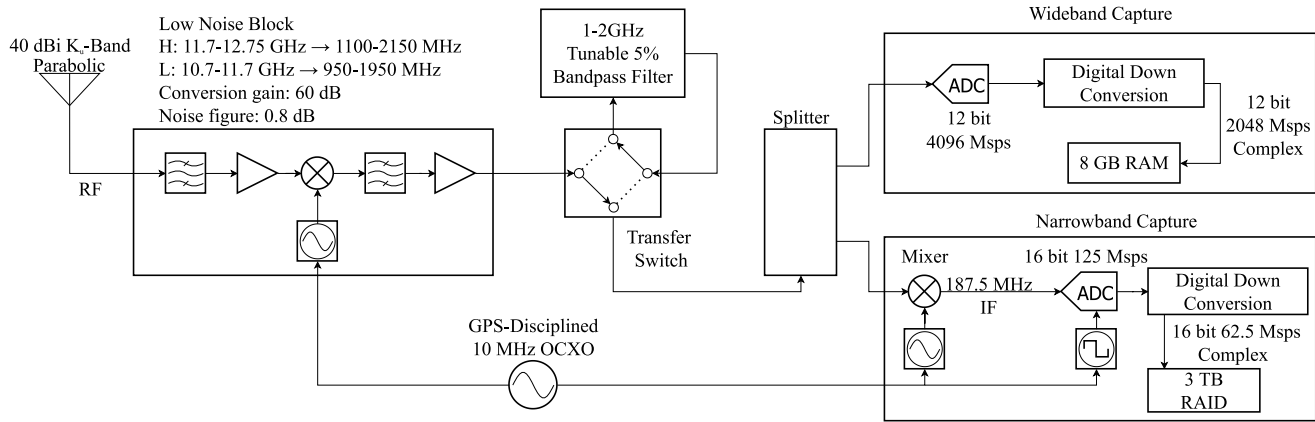 40 dBi Ku-Band
Parabolic
RF
Low Noise Block
H: 11.7-12.75 GHz → 1100-2150 MHz
L: 10.7-11.7 GHz → 950-1950 MHz
Conversion gain: 60 dB
Noise figure: 0.8 dB
1-2GHz
Tunable 5%
Bandpass Filter
Transfer
Switch
Splitter
GPS-Disciplined
10 MHz OCXO
Wideband Capture
ADC
12 bit
4096 Msps
Digital Down
Conversion
12 bit
2048 Msps
Complex
8 GB RAM
Narrowband Capture
Mixer
187.5 MHz
IF
16 bit 125 Msps
ADC
Digital Down
Conversion
16 bit 62.5 Msps
Complex
3 TB
RAID